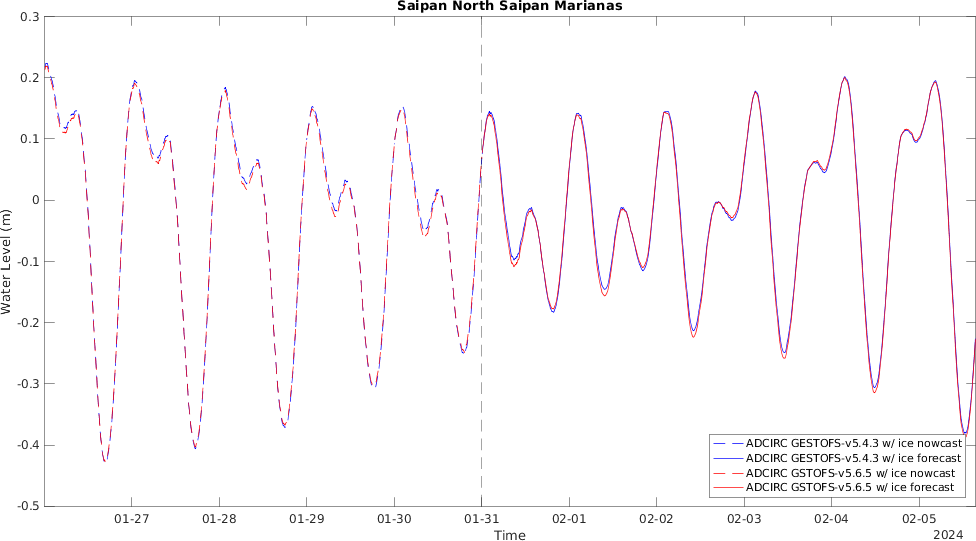 Saipan North Saipan Marianas
0.3
0.2
0.1
0
-0.1
-0.2
-0.3
-0.4
-0.5
Water Level (m)
ADCIRC GESTOFS-v5.4.3 w/ ice nowcast
ADCIRC GESTOFS-v5.4.3 w/ ice forecast
ADCIRC GSTOFS-v5.6.5 w/ ice nowcast
ADCIRC GSTOFS-v5.6.5 w/ ice forecast
01-27 01-28 01-29 01-30 01-31 02-01 02-02 02-03 02-04 02-05
Time
2024